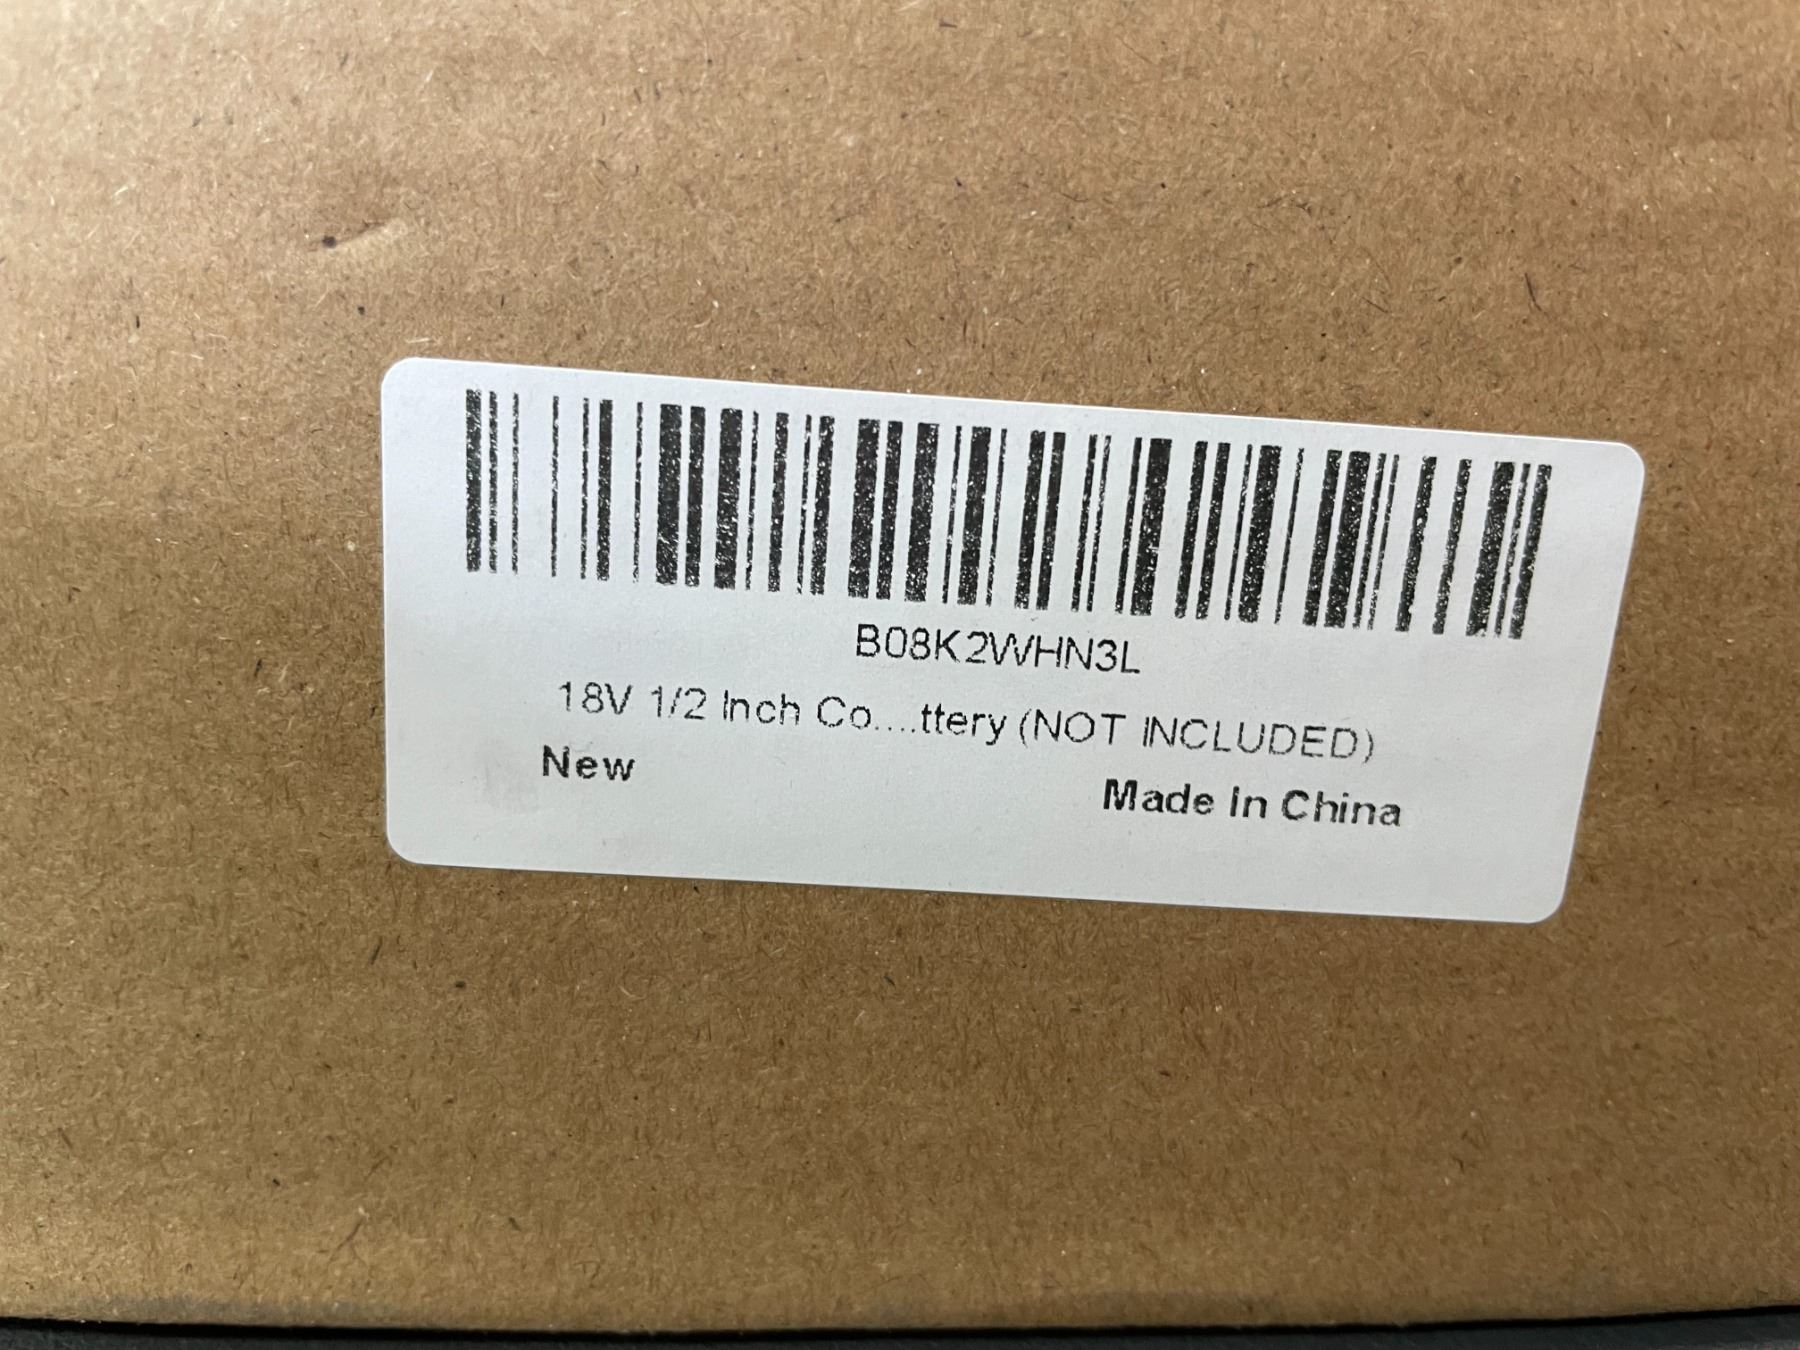 B08K2WHN3L
18V 1/2 Inch Co....ttery (NOT INCLUDED)
New
Made In China